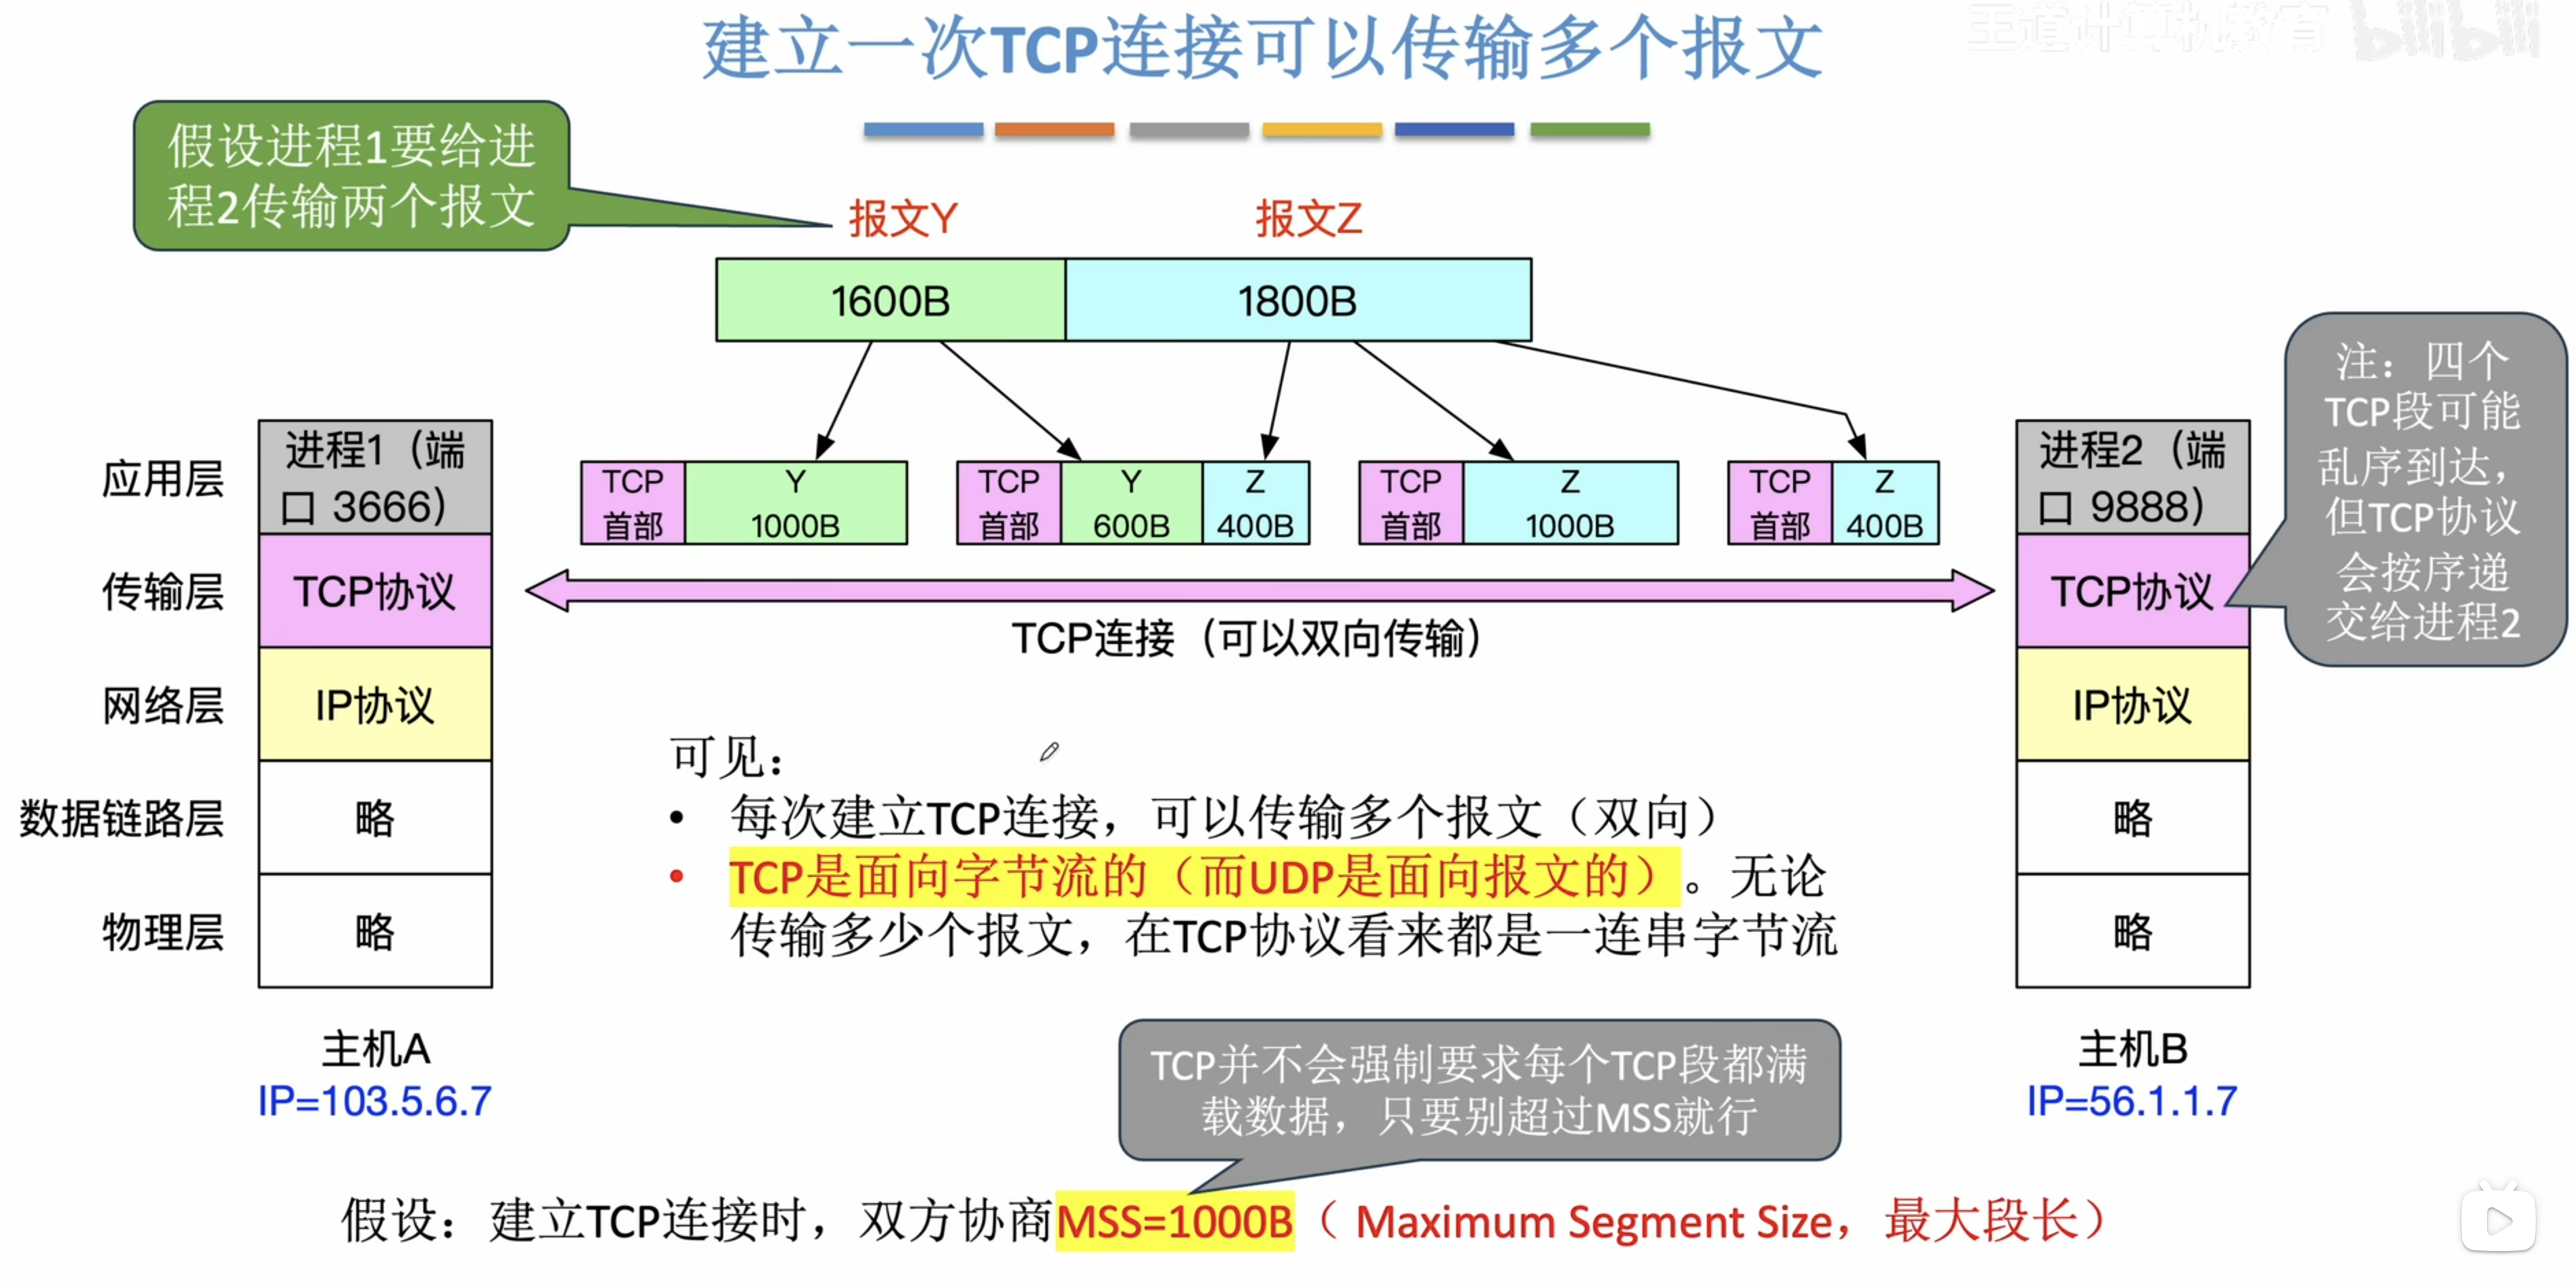 建立一次TCP连接可以传输多个报文
王道计算机教育
bilibili
假设进程1要给进
程2传输两个报文
报文Y
报文Z
1600B
1800B
应用层
传输层
网络层
数据链路层
物理层
进程1（端
口 3666）
TCP协议
IP协议
略
略
主机A
IP=103.5.6.7
TCP
首部
Y
1000B
TCP
首部
Y
600B
Z
400B
TCP
首部
Z
1000B
TCP
首部
Z
400B
TCP连接（可以双向传输）
进程2（端
口 9888）
TCP协议
IP协议
略
略
主机B
IP=56.1.1.7
注：四个
TCP段可能
乱序到达，
但TCP协议
会按序递
交给进程2
可见：
• 每次建立TCP连接，可以传输多个报文（双向）
• TCP是面向字节流的（而UDP是面向报文的）。无论
传输多少个报文，在TCP协议看来都是一连串字节流
TCP并不会强制要求每个TCP段都满
载数据，只要别超过MSS就行
假设：建立TCP连接时，双方协商MSS=1000B（ Maximum Segment Size，最大段长）